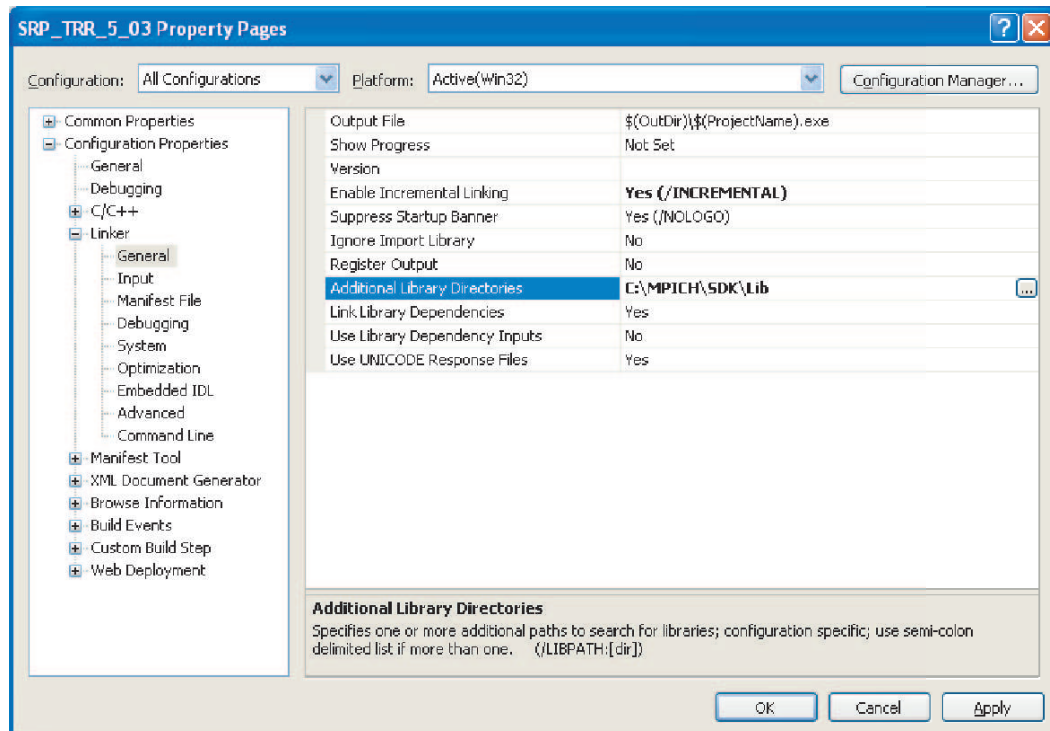 SRP_TRR_5_03 Property Pages
Configuration: All Configurations Platform: Active(Win32) Configuration Manager...
Common Properties
Configuration Properties
General
Debugging
C/C++
Linker
General
Input
Manifest File
Debugging
System
Optimization
Embedded IDL
Advanced
Command Line
Manifest Tool
XML Document Generator
Browse Information
Build Events
Custom Build Step
Web Deployment
Output File $(OutDir)\$(ProjectName).exe
Show Progress Not Set
Version
Enable Incremental Linking Yes (/INCREMENTAL)
Suppress Startup Banner Yes (/NOLOGO)
Ignore Import Library No
Register Output No
Additional Library Directories C:\MPICH\SDK\Lib ...
Link Library Dependencies Yes
Use Library Dependency Inputs No
Use UNICODE Response Files Yes
Additional Library Directories
Specifies one or more additional paths to search for libraries; configuration specific; use semi-colon
delimited list if more than one. (/LIBPATH:[dir])
OK Cancel Apply